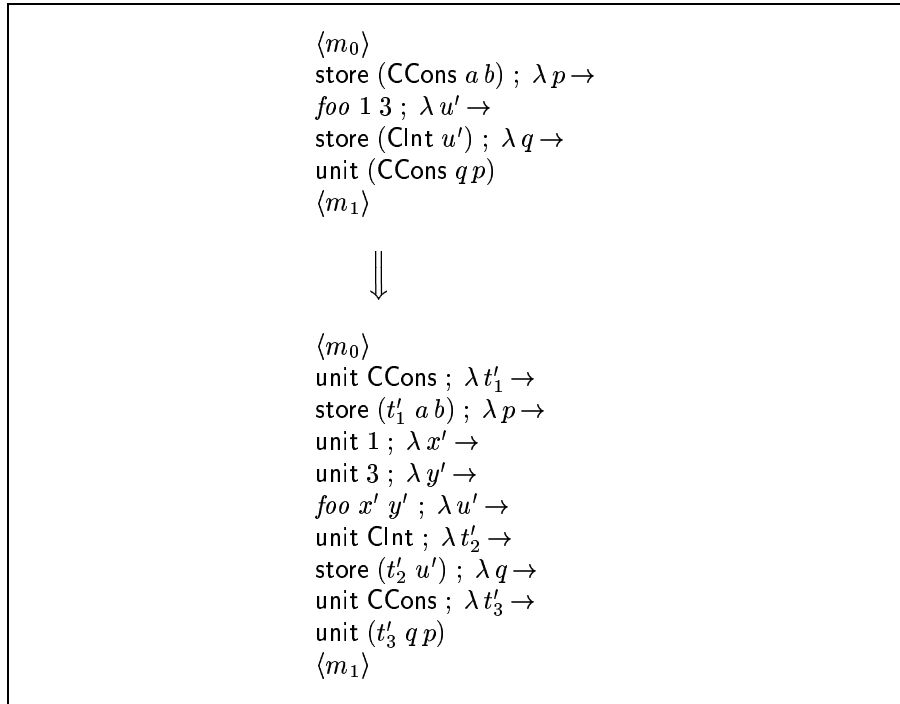 ⟨m₀⟩
store (CCons a b) ; λ p →
foo 1 3 ; λ u′ →
store (CInt u′) ; λ q →
unit (CCons q p)
⟨m₁⟩
⇓
⟨m₀⟩
unit CCons ; λ t′₁ →
store (t′₁ a b) ; λ p →
unit 1 ; λ x′ →
unit 3 ; λ y′ →
foo x′ y′ ; λ u′ →
unit CInt ; λ t′₂ →
store (t′₂ u′) ; λ q →
unit CCons ; λ t′₃ →
unit (t′₃ q p)
⟨m₁⟩